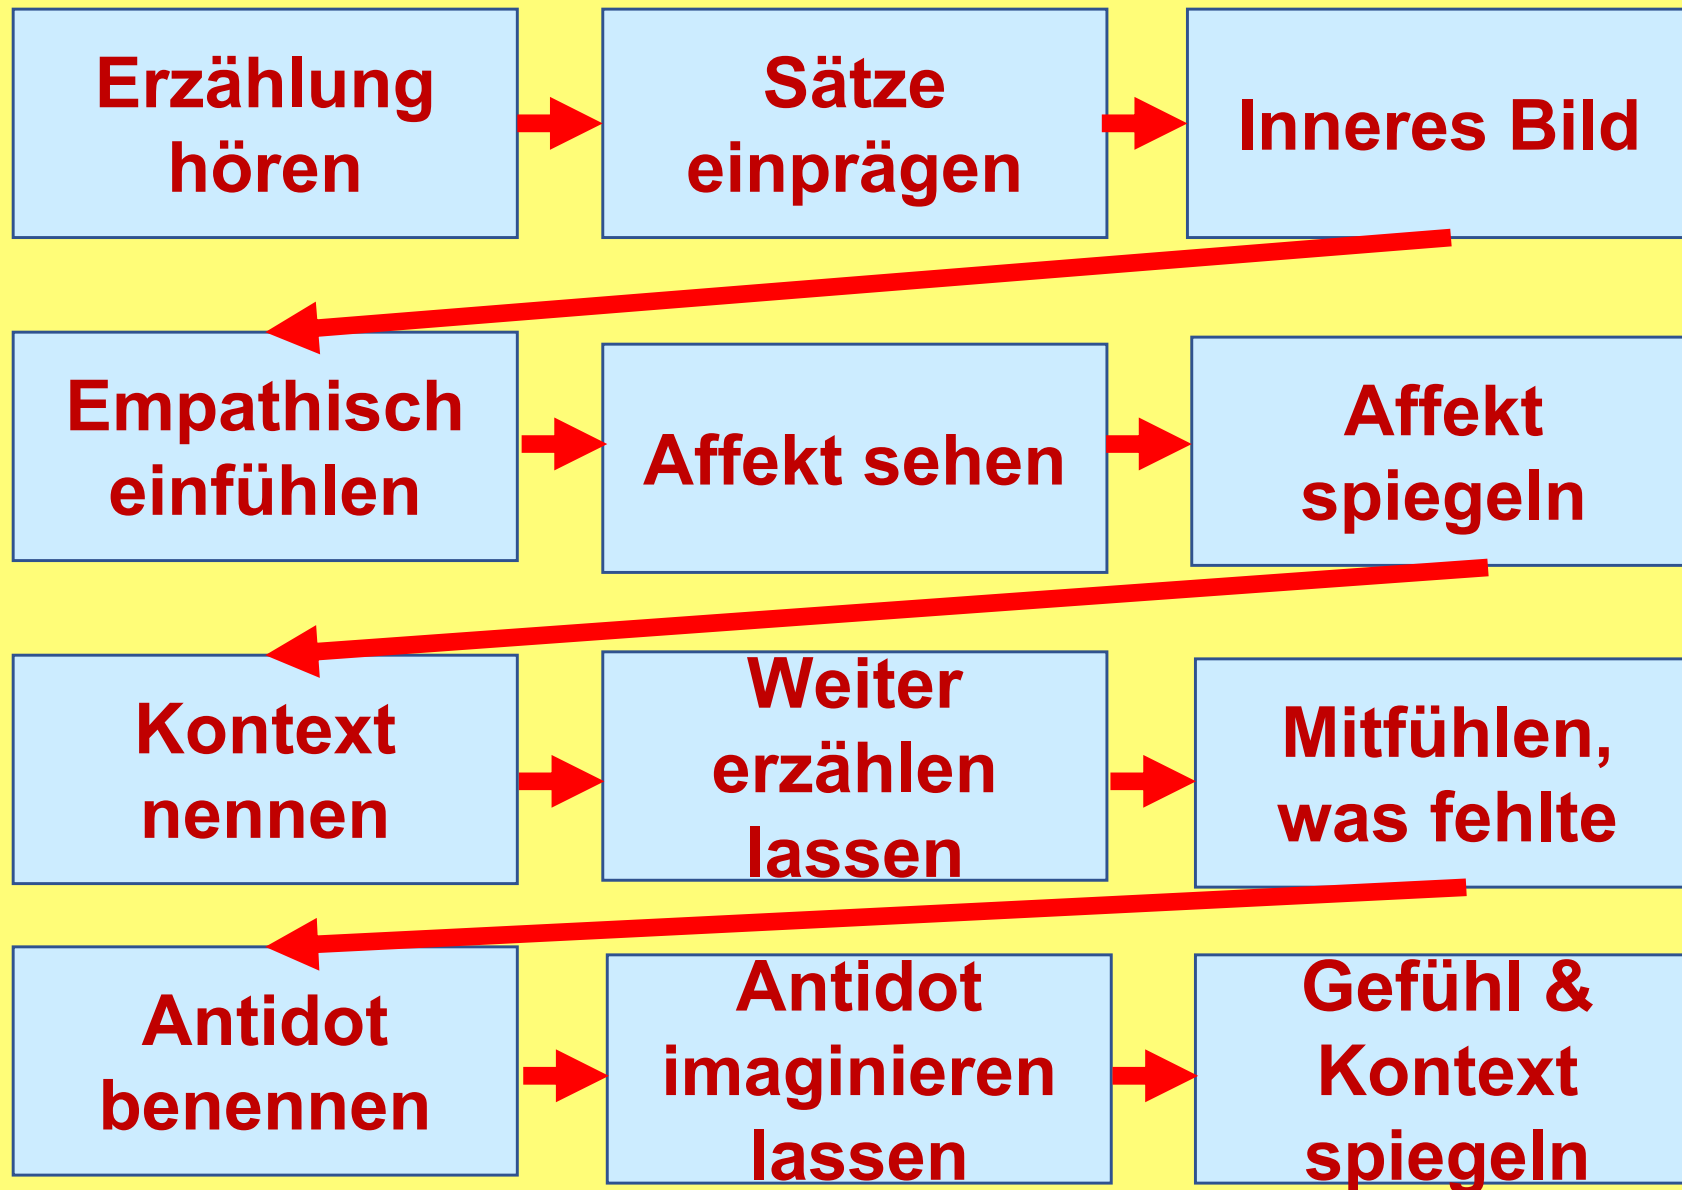 Erzählung
hören
Sätze
einprägen
Inneres Bild
Empathisch
einfühlen
Affekt sehen
Affekt
spiegeln
Kontext
nennen
Weiter
erzählen
lassen
Mitfühlen,
was fehlte
Antidot
benennen
Antidot
imaginieren
lassen
Gefühl &
Kontext
spiegeln